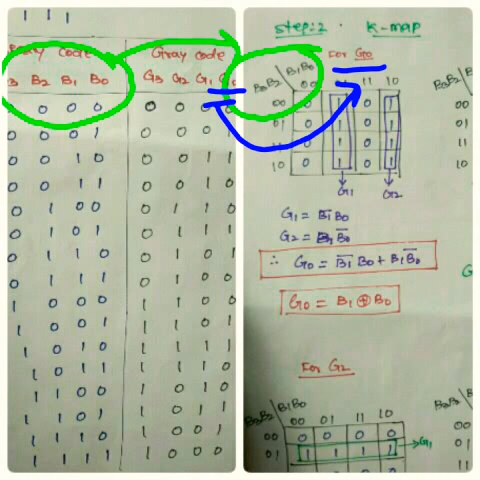 1 1 1
code Gray code
B2 B1 B0 G3 G2 G1
0 0 0 0 0 0 0
0 0 0 1 0 0 0 1
0 0 1 0 0 0 1 1
0 0 1 1 0 0 1 0
0 1 0 0 0 1 1 0
0 1 0 1 0 1 1 1
0 1 1 0 0 1 0 1
0 1 1 1 0 1 0 0
1 0 0 0 1 1 0 0
1 0 0 1 1 1 0 1
1 0 1 0 1 1 1 1
1 0 1 1 1 1 1 0
1 1 0 0 1 0 1 0
1 1 0 1 1 0 1 1
1 1 1 0 1 0 0 1
1 1 1 1 1 0 0 0
Step:2 . K-MAP
For G0
B3B2 B1B0
00 11 10
00 0 1 0 1 00
01 0 1 0 1 01
11 0 1 0 1 11
10 0 1 0 1 10
G1 G2
G1 = B̅1 B0
G2 = B1 B̅0
∴ G0 = B̅1 B0 + B1 B̅0
G0 = B1 ⊕ B0
For G2
B3B2 B1B0
00 01 11 10
00 0 0 0 0 00
01 1 1 1 1 G1 01